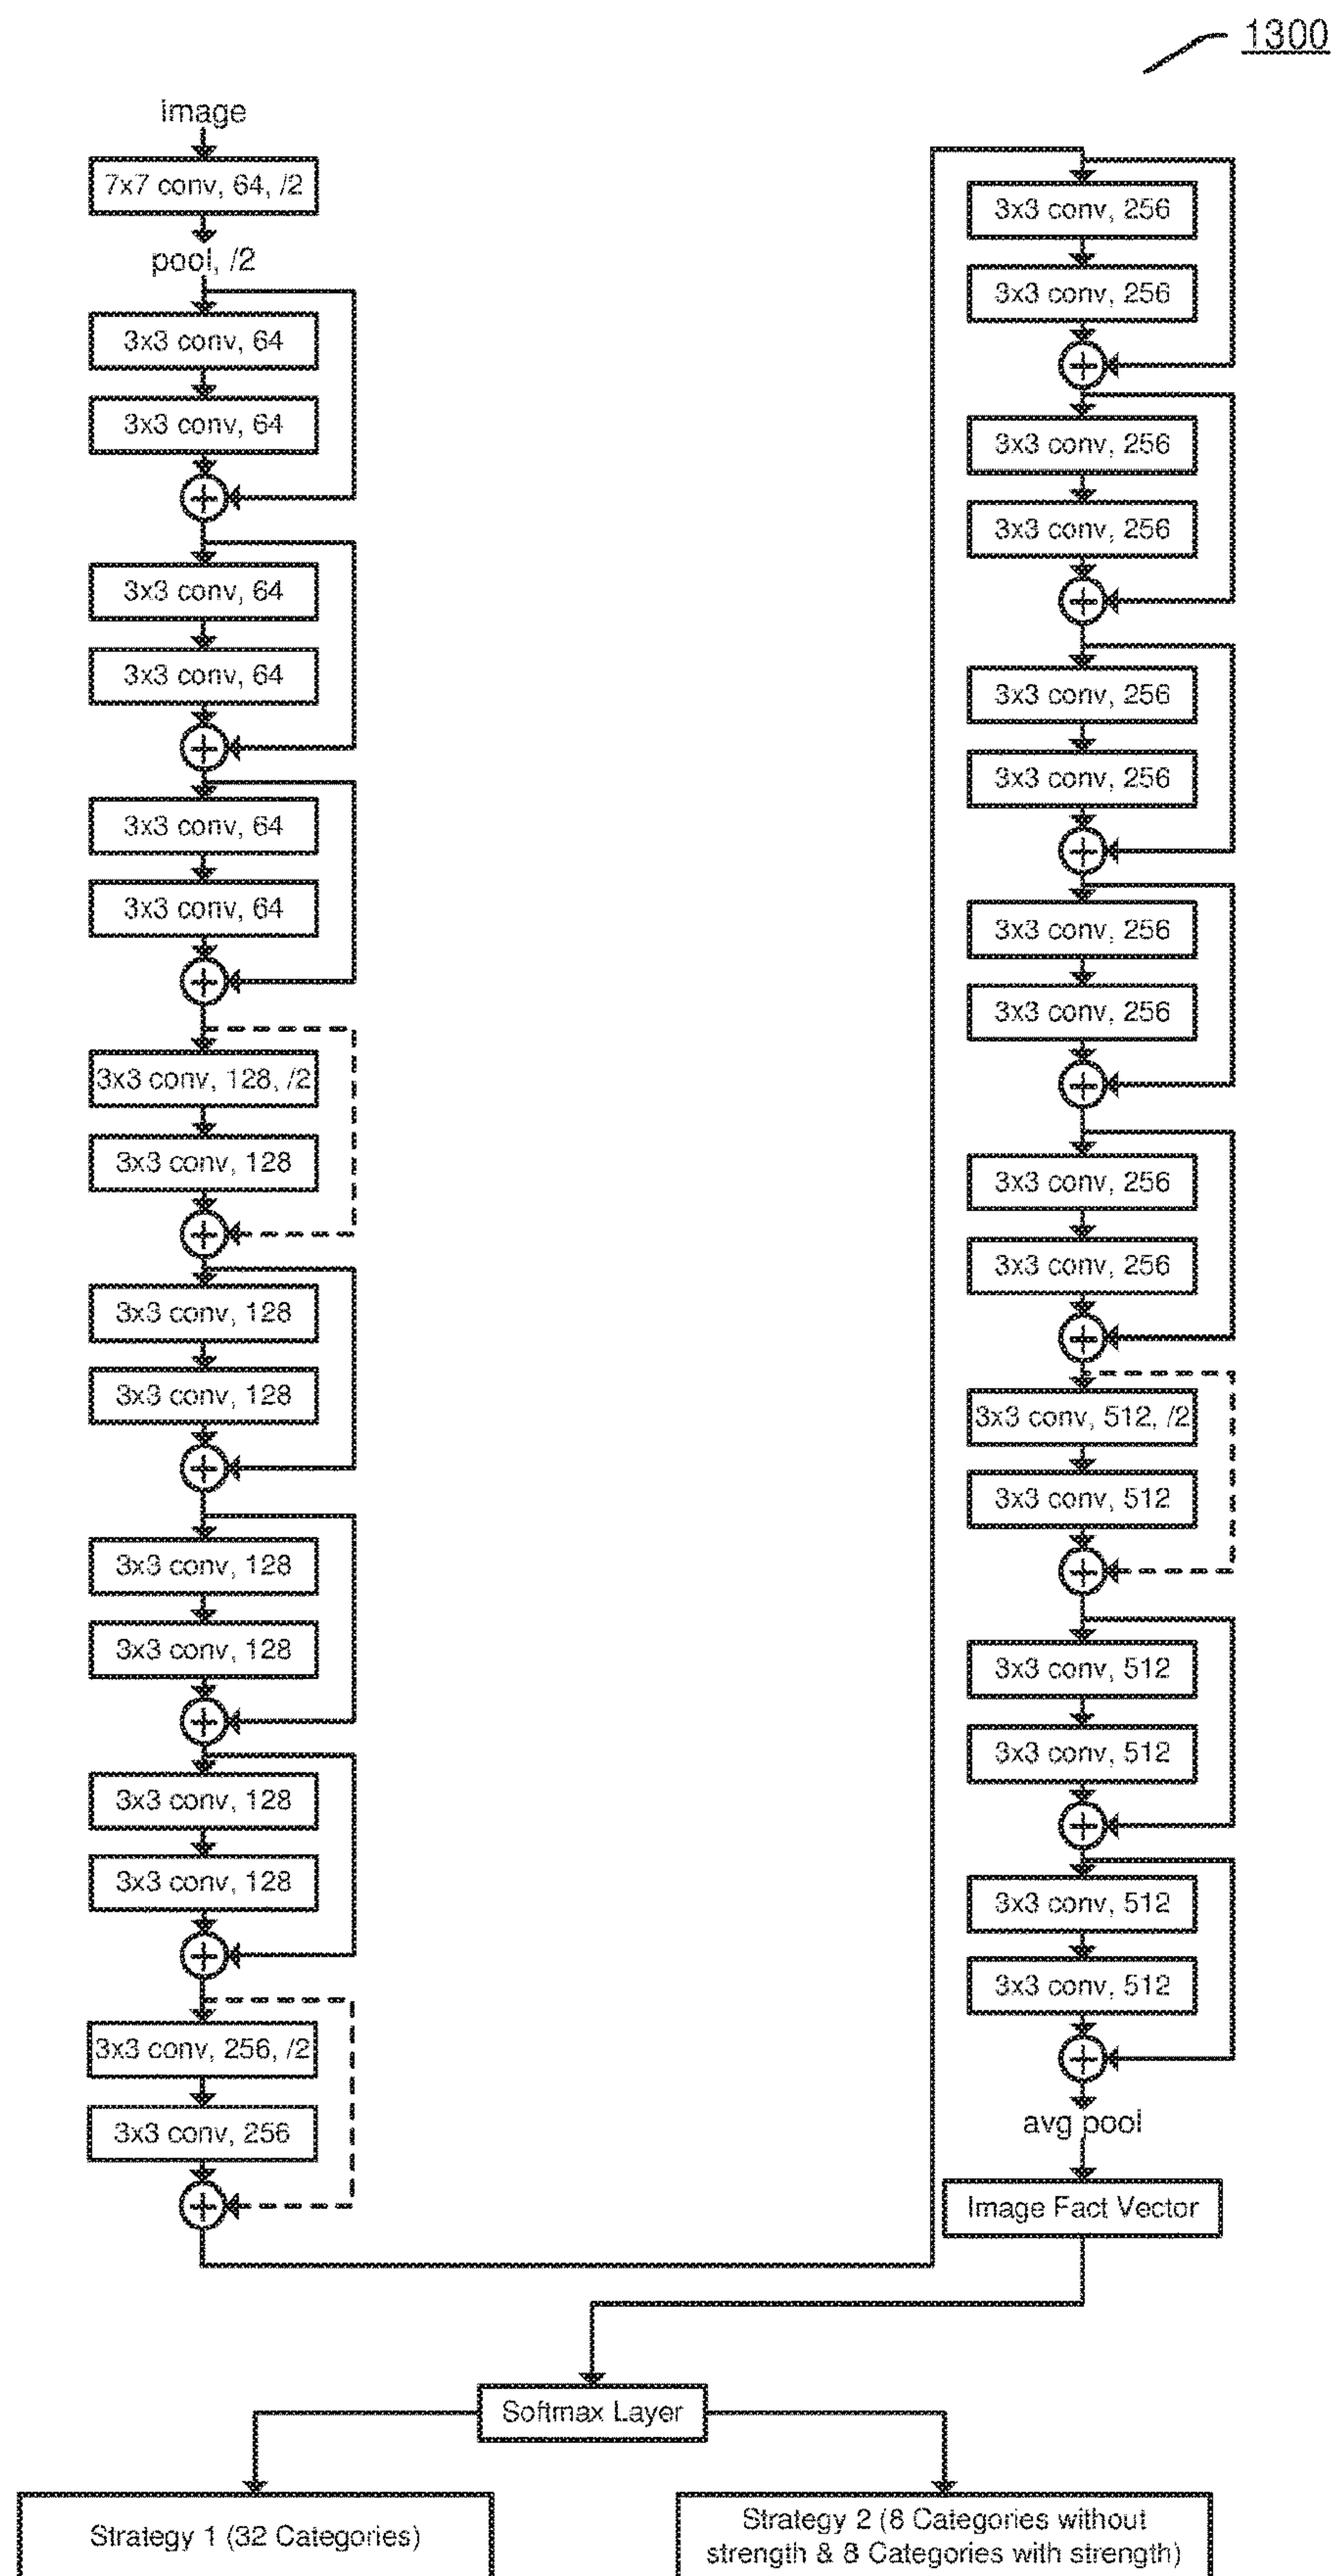 1300
image
7x7 conv, 64, /2
pool, /2
3x3 conv, 64
3x3 conv, 64
3x3 conv, 64
3x3 conv, 64
3x3 conv, 64
3x3 conv, 64
3x3 conv, 128, /2
3x3 conv, 128
3x3 conv, 128
3x3 conv, 128
3x3 conv, 128
3x3 conv, 128
3x3 conv, 128
3x3 conv, 128
3x3 conv, 256, /2
3x3 conv, 256
3x3 conv, 256
3x3 conv, 256
3x3 conv, 256
3x3 conv, 256
3x3 conv, 256
3x3 conv, 256
3x3 conv, 256
3x3 conv, 256
3x3 conv, 256
3x3 conv, 256
3x3 conv, 512, /2
3x3 conv, 512
3x3 conv, 512
3x3 conv, 512
3x3 conv, 512
3x3 conv, 512
avg pool
Image Fact Vector
Softmax Layer
Strategy 1 (32 Categories)
Strategy 2 (8 Categories without
strength & 8 Categories with strength)